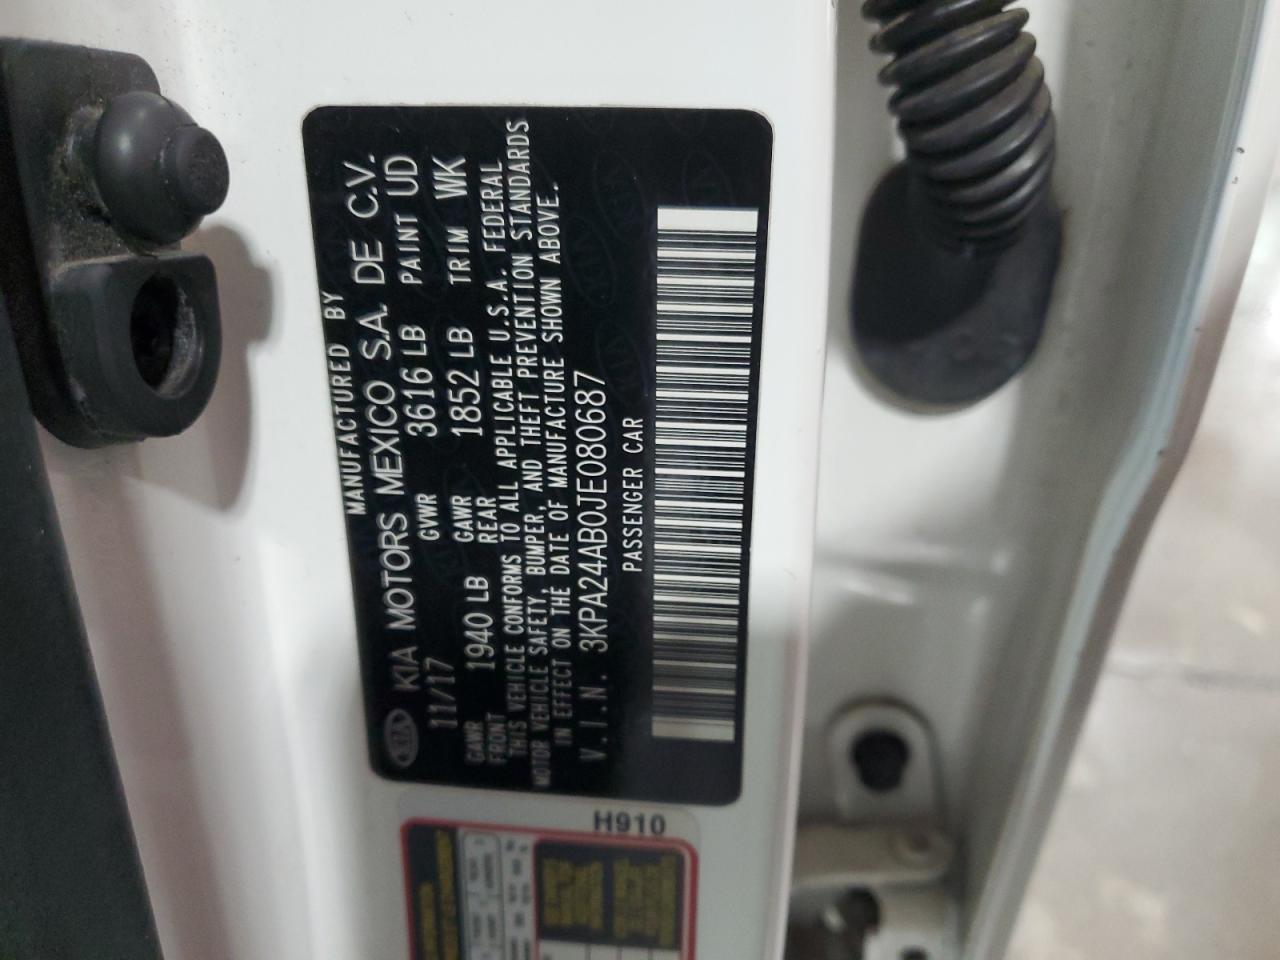 MANUFACTURED BY
KIA KIA MOTORS MEXICO S.A. DE C.V.
11/17 GVWR 3616 LB PAINT UD
GAWR FRONT 1940 LB GAWR REAR 1852 LB TRIM WK
THIS VEHICLE CONFORMS TO ALL APPLICABLE U.S.A. FEDERAL
MOTOR VEHICLE SAFETY, BUMPER, AND THEFT PREVENTION STANDARDS
IN EFFECT ON THE DATE OF MANUFACTURE SHOWN ABOVE.
V.I.N. 3KPA24AB0JE080687
PASSENGER CAR
H910